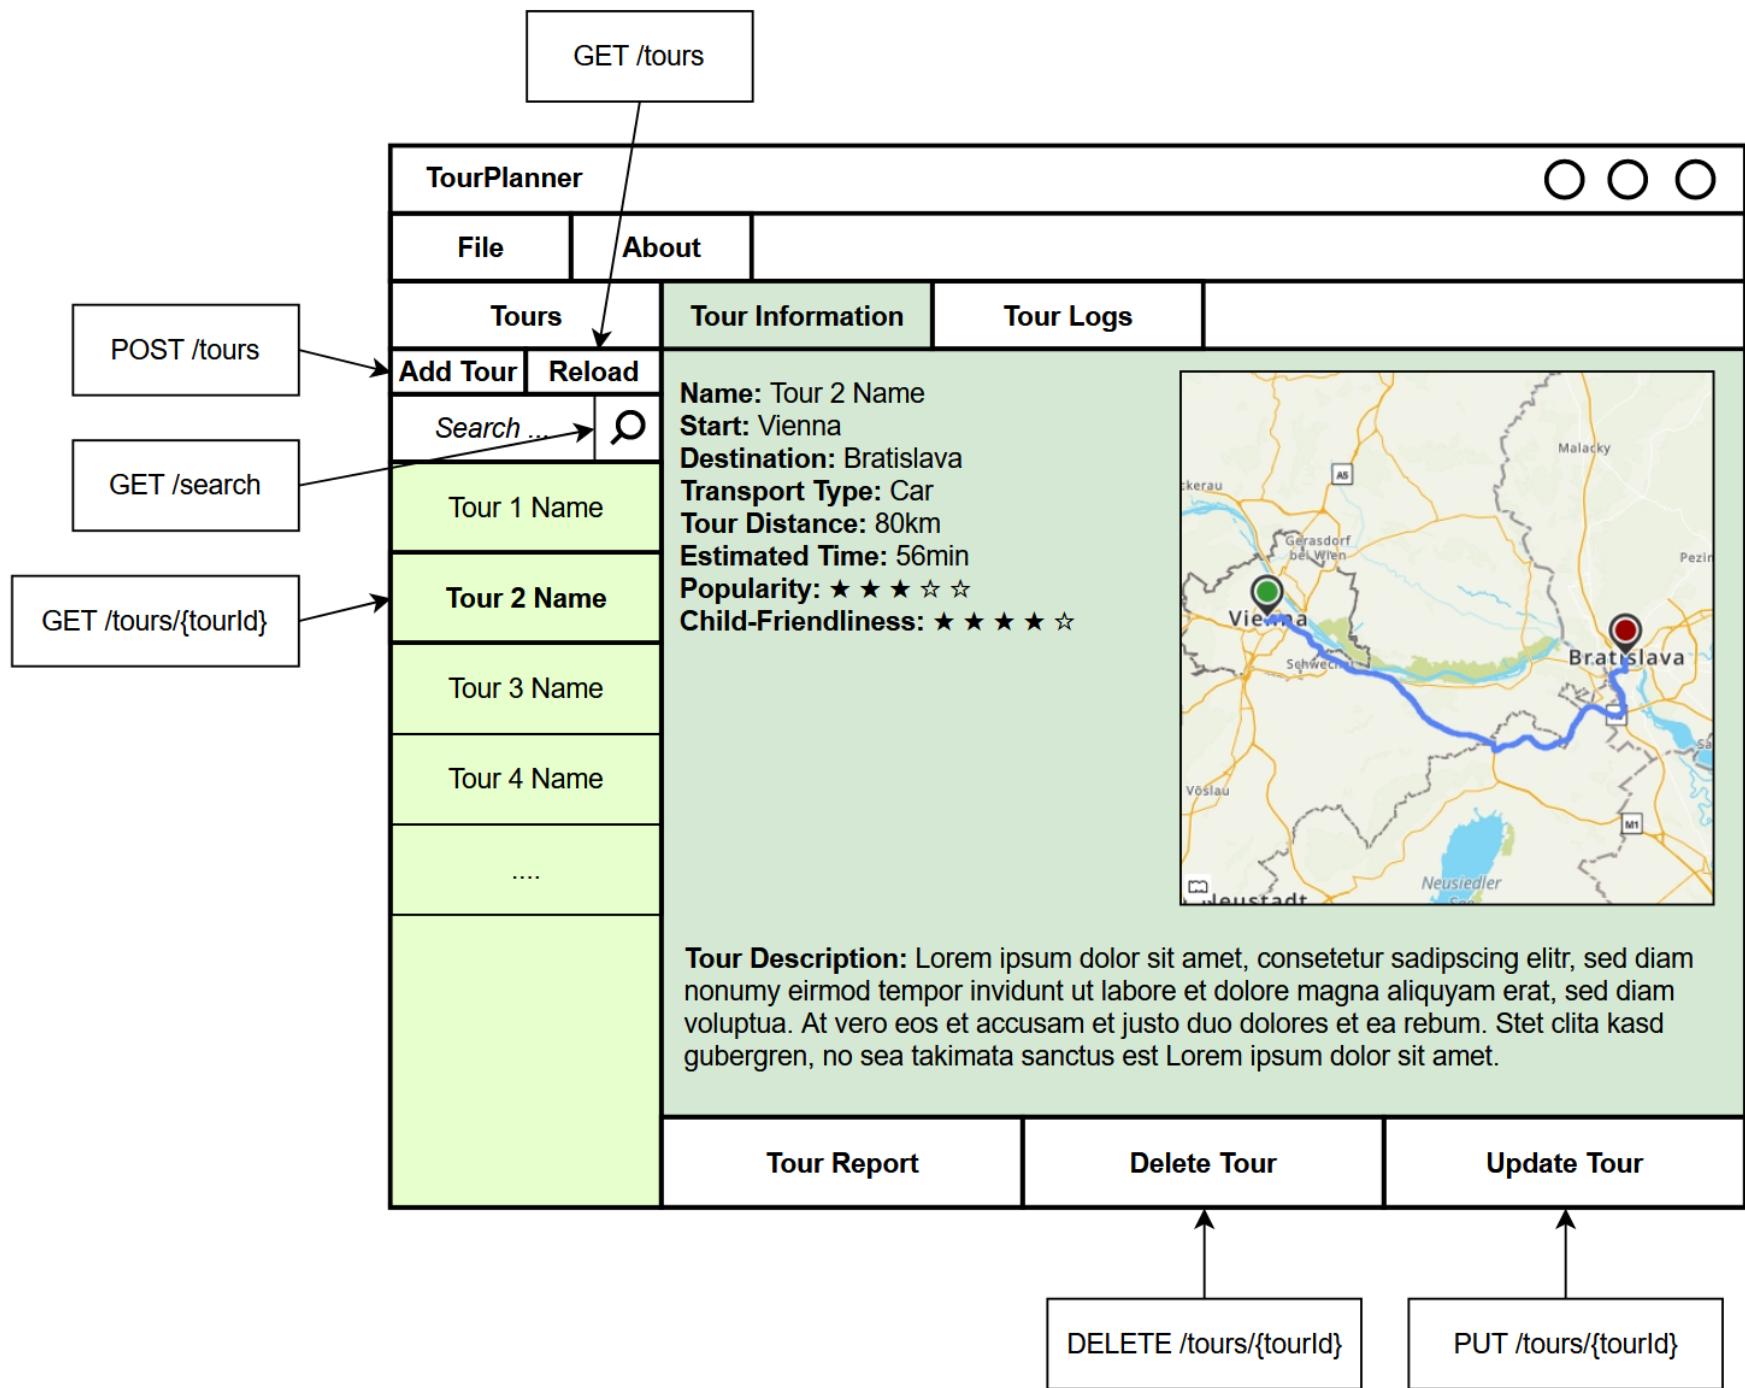 GET /tours
TourPlanner
File
About
Tours
Tour Information
Tour Logs
POST /tours
Add Tour
Reload
Search ...
GET /search
Tour 1 Name
GET /tours/{tourId}
Tour 2 Name
Tour 3 Name
Tour 4 Name
....
Name: Tour 2 Name
Start: Vienna
Destination: Bratislava
Transport Type: Car
Tour Distance: 80km
Estimated Time: 56min
Popularity: ★ ★ ★ ☆ ☆
Child-Friendliness: ★ ★ ★ ★ ☆
Malacky
A5
ckerau
Gerasdorf
bei Wien
Pezin
Vienna
Bratislava
Schwechat
Vöslau
M1
Neusiedler
See
Neustadt
Tour Description: Lorem ipsum dolor sit amet, consetetur sadipscing elitr, sed diam
nonumy eirmod tempor invidunt ut labore et dolore magna aliquyam erat, sed diam
voluptua. At vero eos et accusam et justo duo dolores et ea rebum. Stet clita kasd
gubergren, no sea takimata sanctus est Lorem ipsum dolor sit amet.
Tour Report
Delete Tour
Update Tour
DELETE /tours/{tourId}
PUT /tours/{tourId}